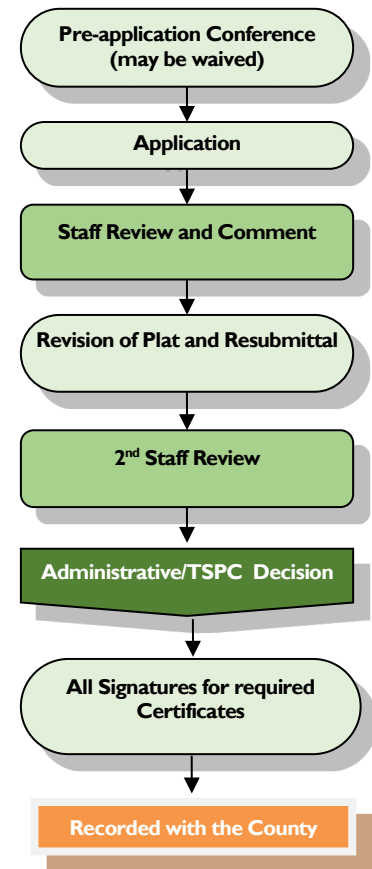 Pre-application Conference
(may be waived)
Application
Staff Review and Comment
Revision of Plat and Resubmittal
2nd Staff Review
Administrative/TSPC Decision
All Signatures for required
Certificates
Recorded with the County